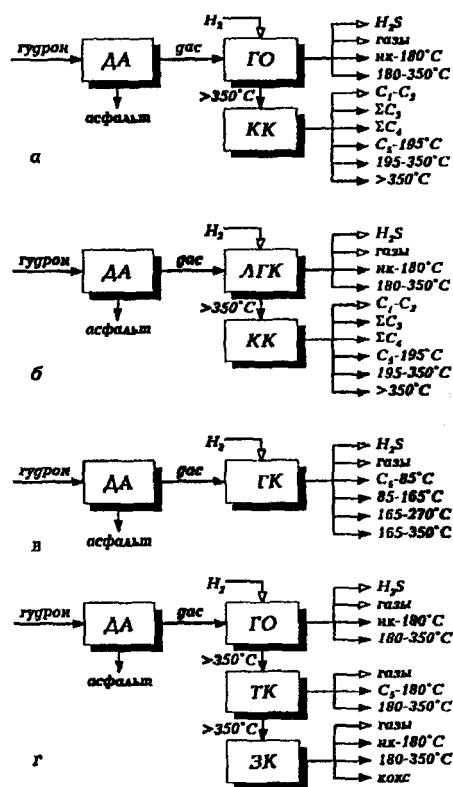 H₂
H₂S
газы
гудрон
ДА
дас
ГО
нк-180°С
180-350°С
>350°С
C₁-C₃
асфальт
КК
ΣC₃
ΣC₄
C₅-195°С
195-350°С
>350°С
а
H₂
H₂S
газы
гудрон
ДА
дас
ЛГК
нк-180°С
180-350°С
>350°С
C₁-C₂
асфальт
КК
ΣC₃
ΣC₄
C₅-195°С
195-350°С
>350°С
б
H₂
H₂S
газы
гудрон
ДА
дас
ГК
C₅-85°С
85-165°С
165-270°С
165-350°С
асфальт
в
H₂
H₂S
газы
гудрон
ДА
дас
ГО
нк-180°С
180-350°С
>350°С
асфальт
ТК
газы
C₅-180°С
180-350°С
>350°С
ЗК
газы
нк-180°С
180-350°С
кокс
г